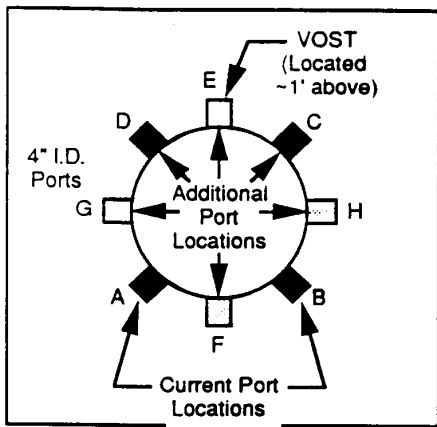 VOST
(Located
~1' above)
E
D
C
4" I.D.
Ports
G
Additional
Port
Locations
H
A
B
F
Current Port
Locations